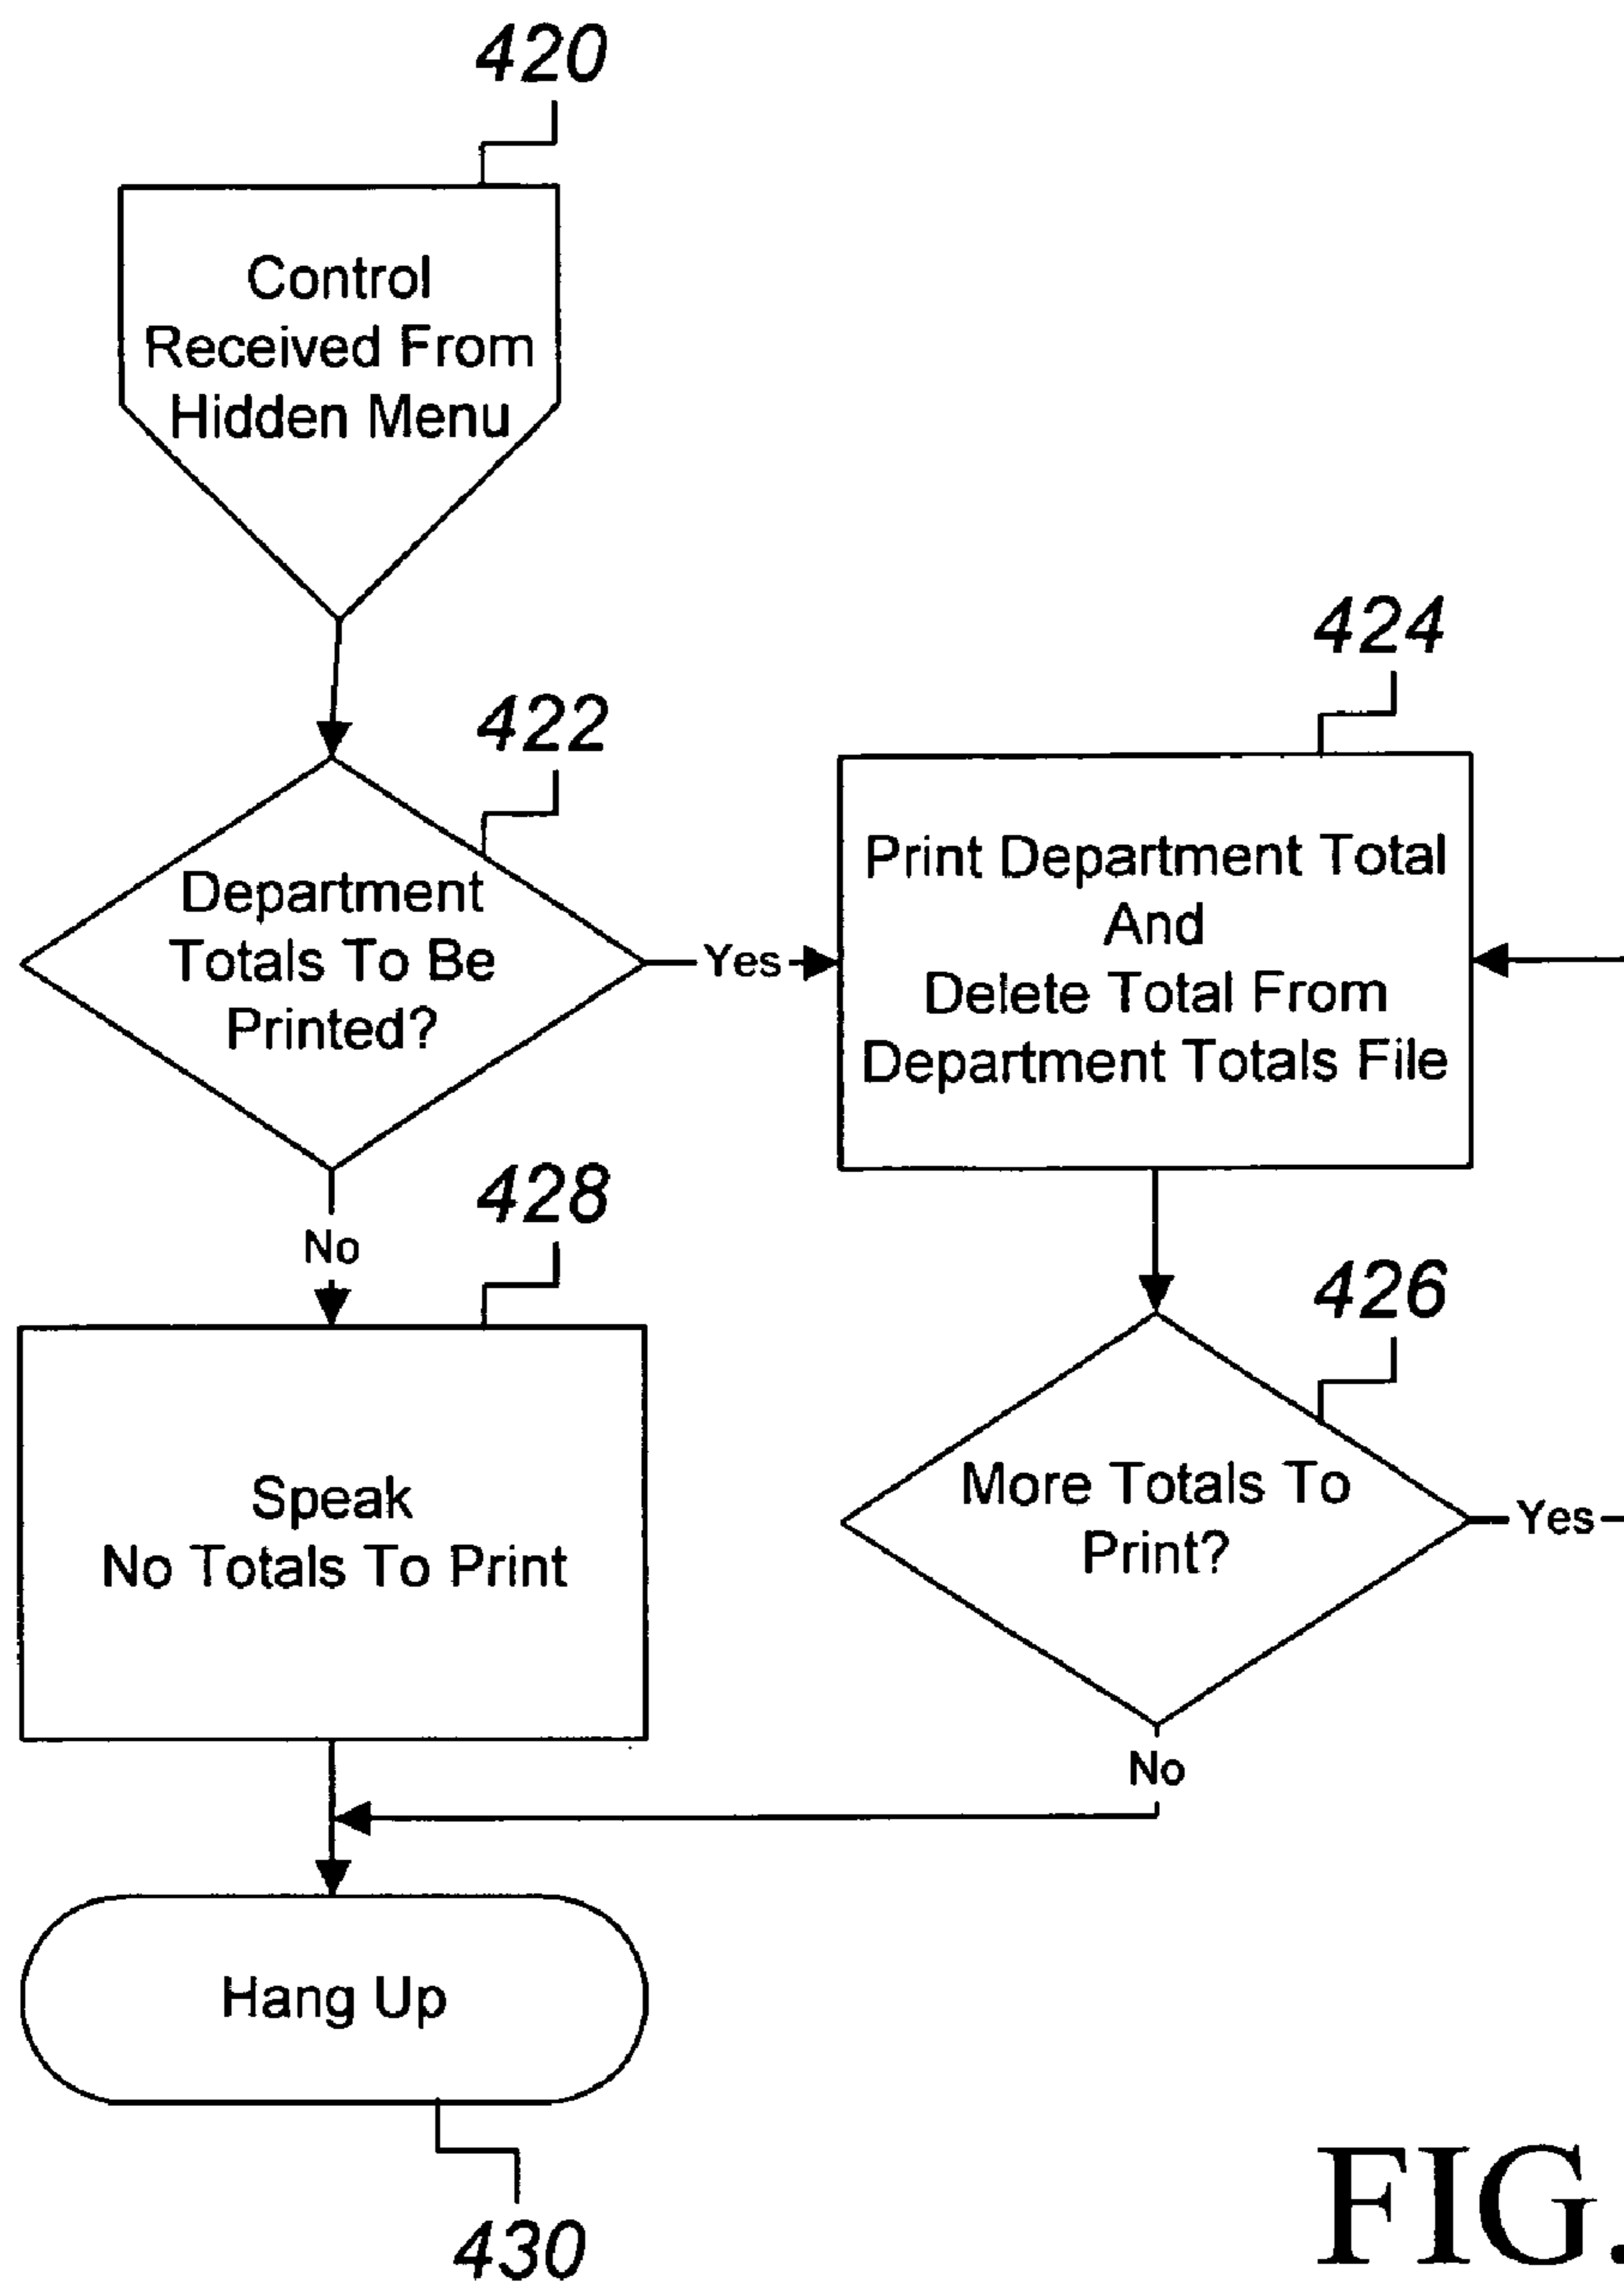 420
Control
Received From
Hidden Menu
422
Department
Totals To Be
Printed?
Yes
424
Print Department Total
And
Delete Total From
Department Totals File
No
428
Speak
No Totals To Print
426
More Totals To
Print?
Yes
No
Hang Up
430
FIG.